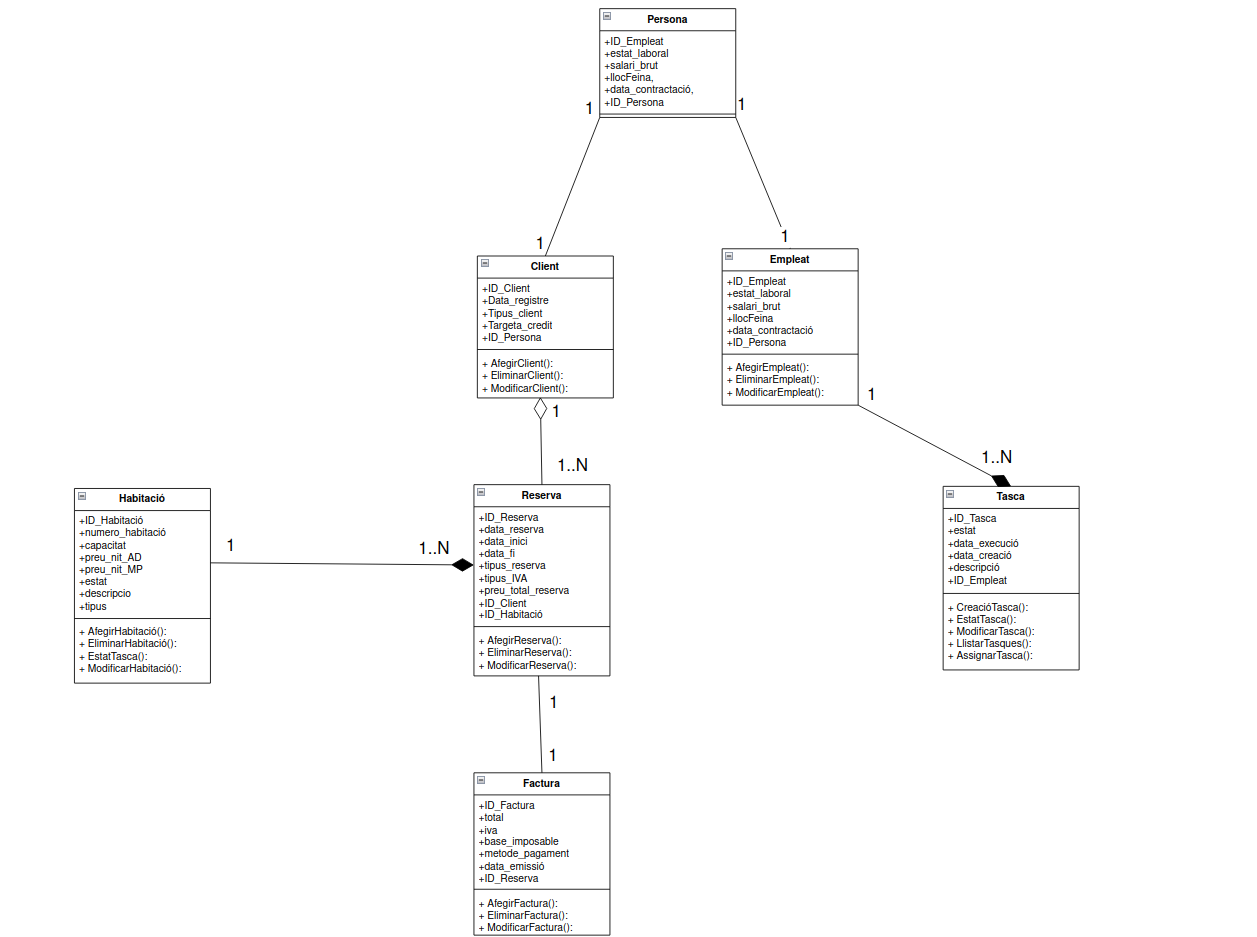 Persona
+ID_Empleat
+estat_laboral
+salari_brut
+llocFeina,
+data_contractació,
+ID_Persona
1
1
1
1
Client
+ID_Client
+Data_registre
+Tipus_client
+Targeta_credit
+ID_Persona
+ AfegirClient():
+ EliminarClient():
+ ModificarClient():
Empleat
+ID_Empleat
+estat_laboral
+salari_brut
+llocFeina
+data_contractació
+ID_Persona
+ AfegirEmpleat():
+ EliminarEmpleat():
+ ModificarEmpleat():
1
1
1..N
1..N
Habitació
+ID_Habitació
+numero_habitació
+capacitat
+preu_nit_AD
+preu_nit_MP
+estat
+descripcio
+tipus
+ AfegirHabitació():
+ EliminarHabitació():
+ EstatTasca():
+ ModificarHabitació():
1
1..N
Reserva
+ID_Reserva
+data_reserva
+data_inici
+data_fi
+tipus_reserva
+tipus_IVA
+preu_total_reserva
+ID_Client
+ID_Habitació
+ AfegirReserva():
+ EliminarReserva():
+ ModificarReserva():
Tasca
+ID_Tasca
+estat
+data_execució
+data_creació
+descripció
+ID_Empleat
+ CreacióTasca():
+ EstatTasca():
+ ModificarTasca():
+ LlistarTasques():
+ AssignarTasca():
1
1
Factura
+ID_Factura
+total
+iva
+base_imposable
+metode_pagament
+data_emissió
+ID_Reserva
+ AfegirFactura():
+ EliminarFactura():
+ ModificarFactura():